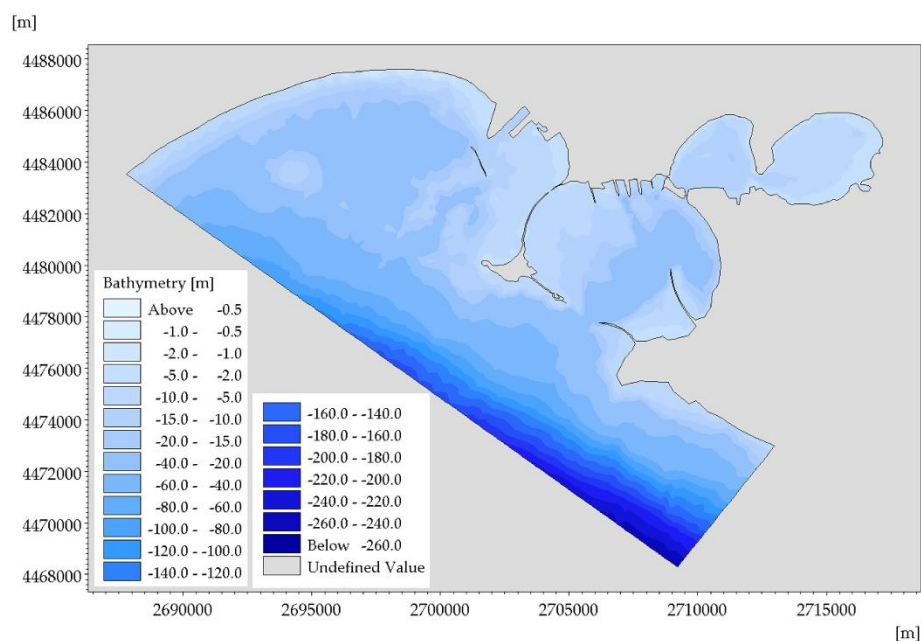 [m]
4488000
4486000
4484000
4482000
4480000
4478000
4476000
4474000
4472000
4470000
4468000
Bathymetry [m]
Above -0.5
-1.0 - -0.5
-2.0 - -1.0
-5.0 - -2.0
-10.0 - -5.0
-15.0 - -10.0
-20.0 - -15.0
-40.0 - -20.0
-60.0 - -40.0
-80.0 - -60.0
-100.0 - -80.0
-120.0 - -100.0
-140.0 - -120.0
-160.0 - -140.0
-180.0 - -160.0
-200.0 - -180.0
-220.0 - -200.0
-240.0 - -220.0
-260.0 - -240.0
Below -260.0
Undefined Value
2690000 2695000 2700000 2705000 2710000 2715000
[m]